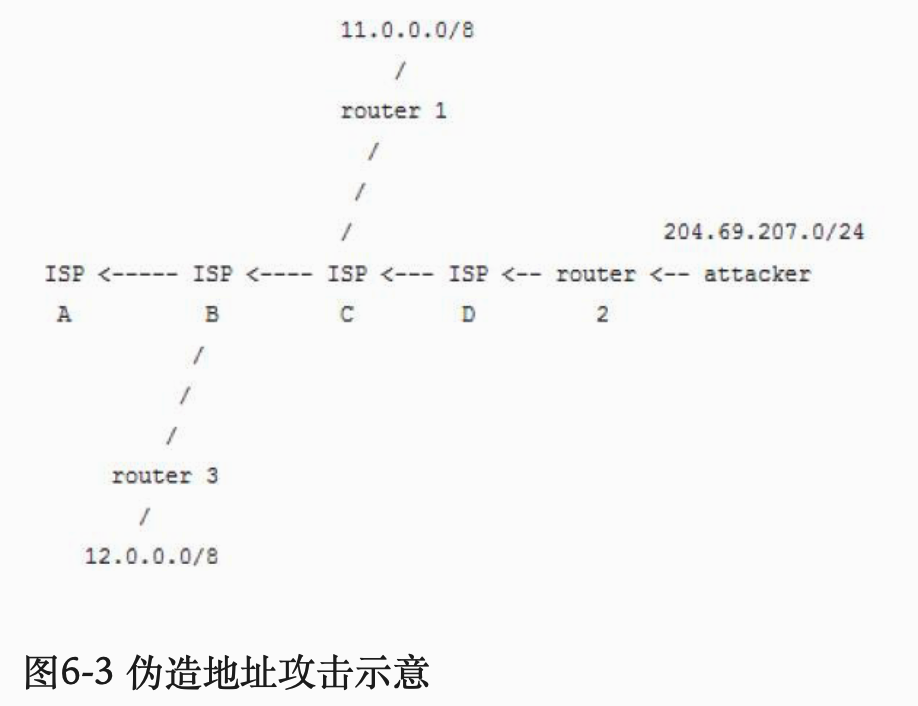 11.0.0.0/8
/
router 1
/
/
/
204.69.207.0/24
ISP <----- ISP <---- ISP <--- ISP <-- router <-- attacker
A B C D 2
/
/
/
router 3
/
12.0.0.0/8
图6-3 伪造地址攻击示意